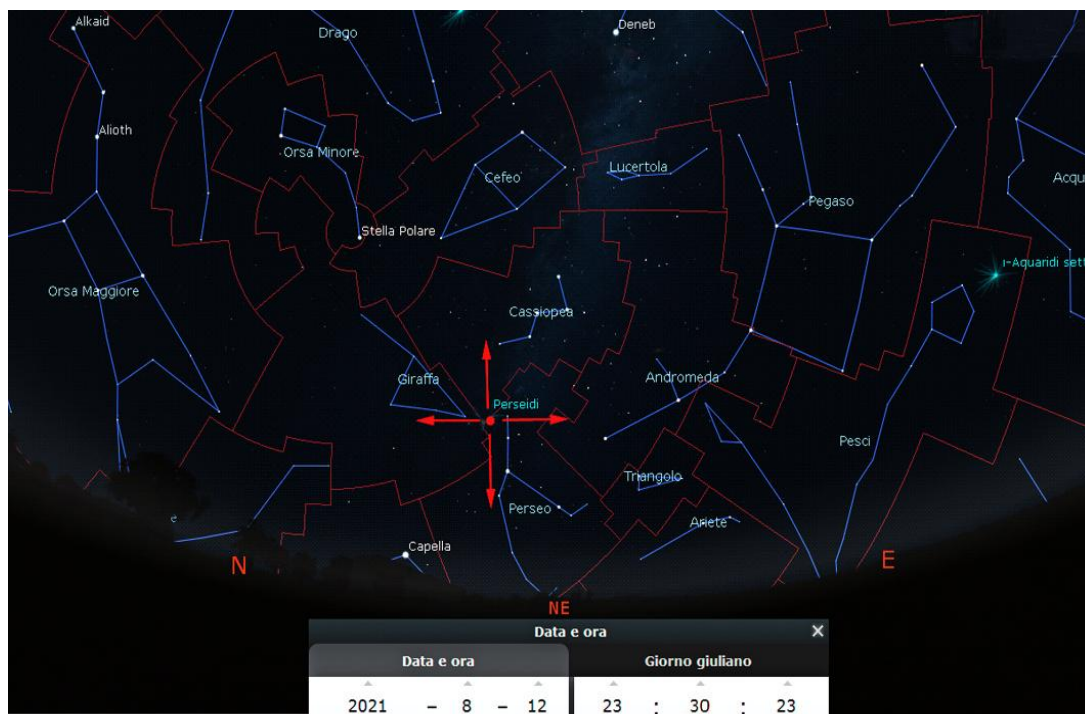 Alkaid
Deneb
Drago
Alioth
Orsa Minore
Cefeo
Lucertola
Acqu
Pegaso
Stella Polare
ι-Aquaridi sett
Orsa Maggiore
Cassiopea
Giraffa
Andromeda
Perseidi
Pesci
Triangolo
Perseo
Ariete
e
Capella
N
E
NE
Data e ora
×
Data e ora
Giorno giuliano
2021 – 8 – 12 23 : 30 : 23